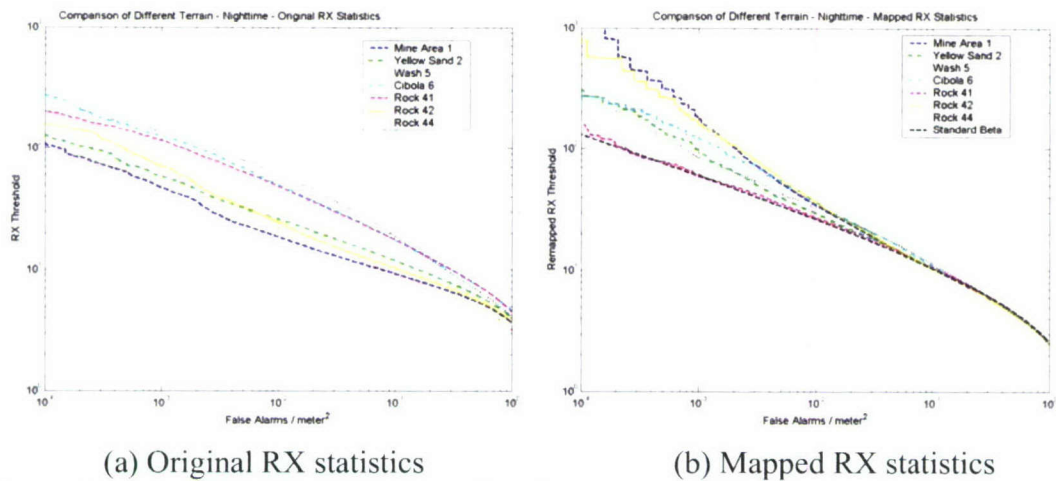 Comparison of Different Terrain - Nighttime - Original RX Statistics
Mine Area 1
Yellow Sand 2
Wash 5
Cibola 6
Rock 41
Rock 42
Rock 44
RX Threshold
False Alarms / meter²
(a) Original RX statistics
Comparison of Different Terrain - Nighttime - Mapped RX Statistics
Mine Area 1
Yellow Sand 2
Wash 5
Cibola 6
Rock 41
Rock 42
Rock 44
Standard Beta
Remapped RX Threshold
False Alarms / meter²
(b) Mapped RX statistics